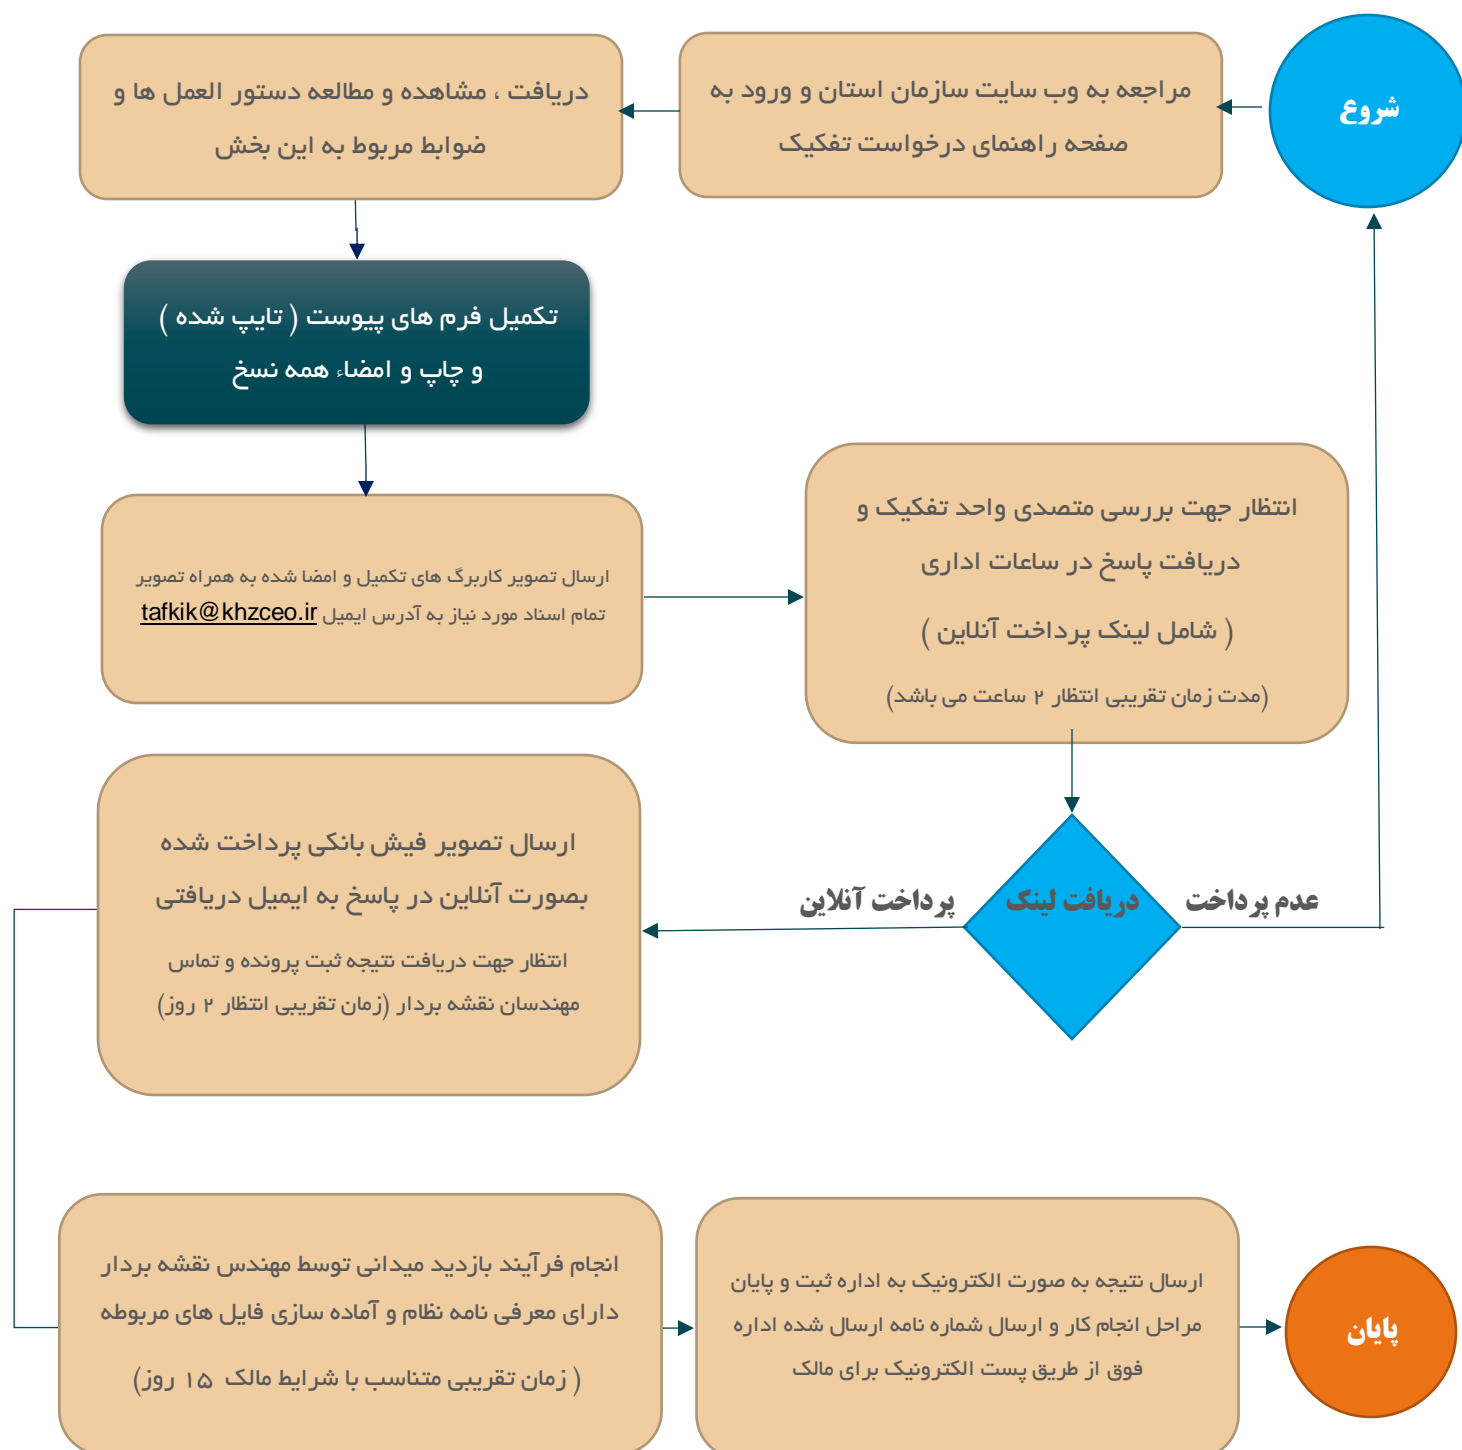 شروع
مراجعه به وب سایت سازمان استان و ورود به
صفحه راهنمای درخواست تفکیک
دریافت ، مشاهده و مطالعه دستور العمل ها و
ضوابط مربوط به این بخش
تکمیل فرم های پیوست ( تایپ شده )
و چاپ و امضاء همه نسخ
ارسال تصویر کاربرگ های تکمیل و امضا شده به همراه تصویر
تمام اسناد مورد نیاز به آدرس ایمیل tafkik@khzceo.ir
انتظار جهت بررسی متصدی واحد تفکیک و
دریافت پاسخ در ساعات اداری
( شامل لینک پرداخت آنلاین )
(مدت زمان تقریبی انتظار ۲ ساعت می باشد)
دریافت لینک
عدم پرداخت
پرداخت آنلاین
ارسال تصویر فیش بانکی پرداخت شده
بصورت آنلاین در پاسخ به ایمیل دریافتی
انتظار جهت دریافت نتیجه ثبت پرونده و تماس
مهندسان نقشه بردار (زمان تقریبی انتظار ۲ روز)
انجام فرآیند بازدید میدانی توسط مهندس نقشه بردار
دارای معرفی نامه نظام و آماده سازی فایل های مربوطه
( زمان تقریبی متناسب با شرایط مالک ۱۵ روز)
ارسال نتیجه به صورت الکترونیک به اداره ثبت و پایان
مراحل انجام کار و ارسال شماره نامه ارسال شده اداره
فوق از طریق پست الکترونیک برای مالک
پایان